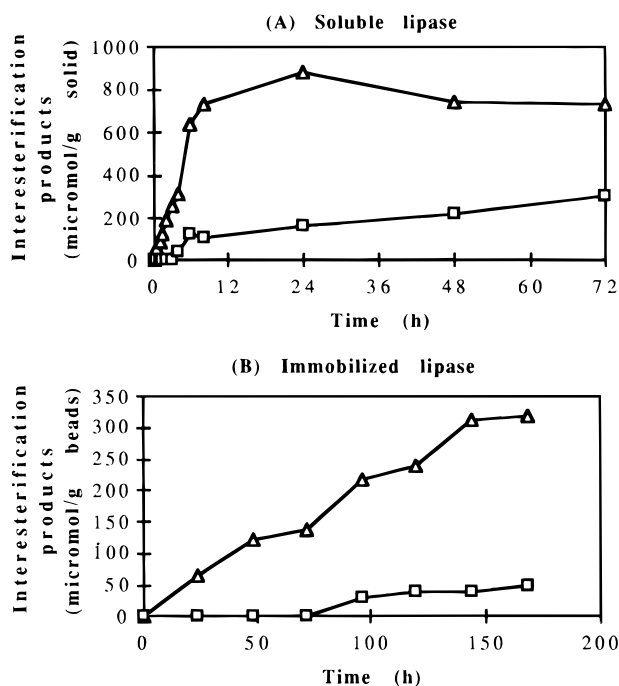 (A) Soluble lipase
Interesterification
products
(micromol/g solid)
1000
800
600
400
200
0
0 12 24 36 48 60 72
Time (h)
(B) Immobilized lipase
Interesterification
products
(micromol/g beads)
350
300
250
200
150
100
50
0
0 50 100 150 200
Time (h)